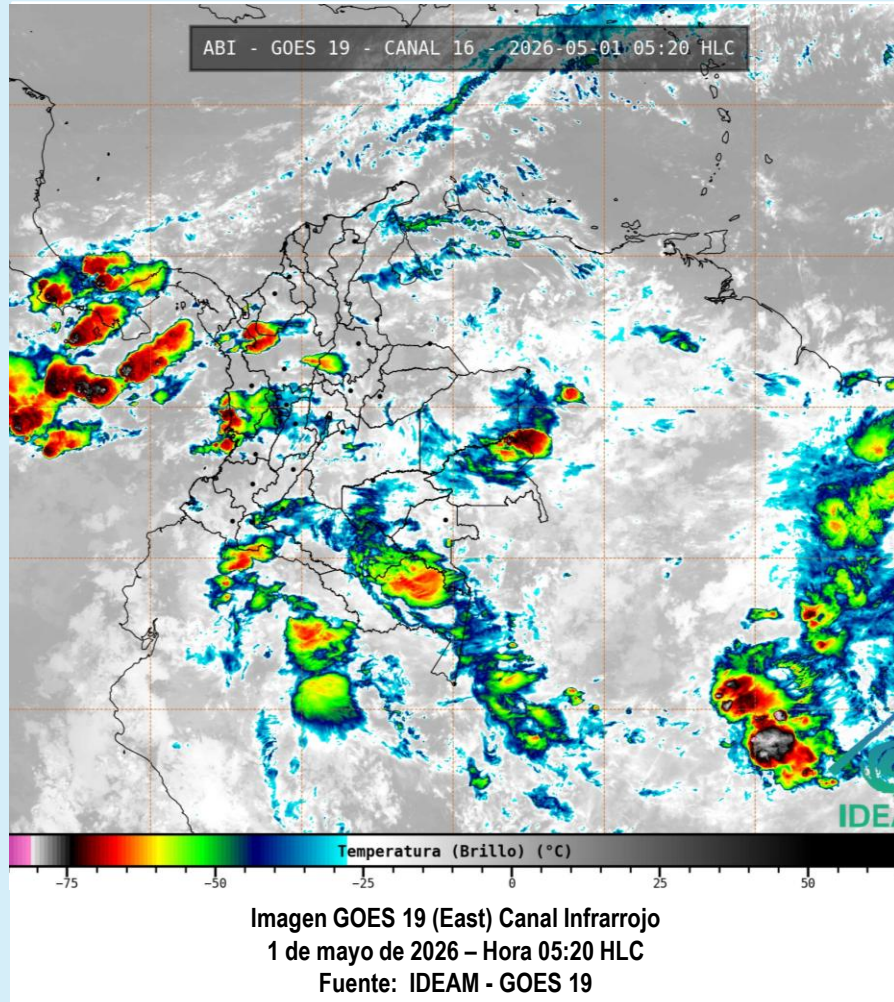 ABI - GOES 19 - CANAL 16 - 2026-05-01 05:20 HLC
IDEA
Temperatura (Brillo) (°C)
−75 −50 −25 0 25 50
Imagen GOES 19 (East) Canal Infrarrojo
1 de mayo de 2026 – Hora 05:20 HLC
Fuente: IDEAM - GOES 19